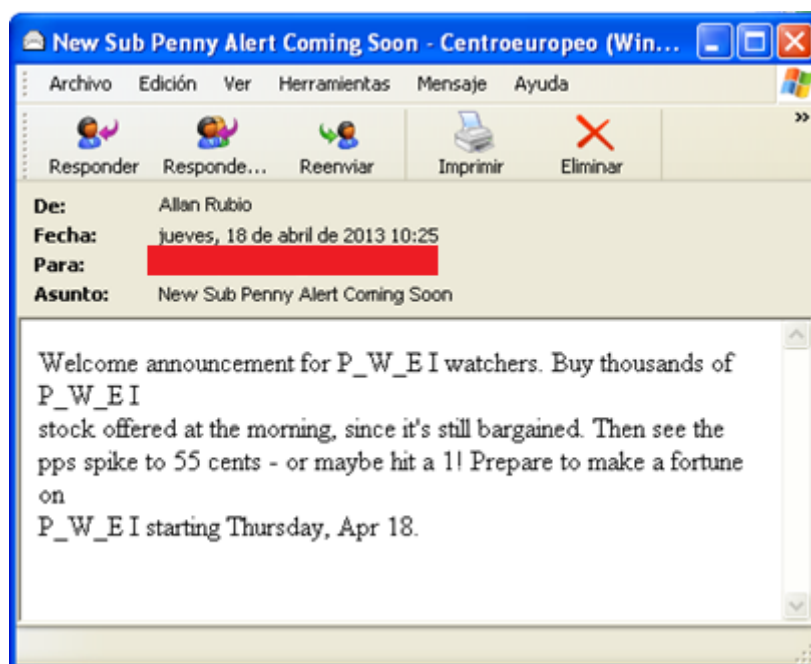 New Sub Penny Alert Coming Soon - Centroeuropeo (Win...
Archivo Edición Ver Herramientas Mensaje Ayuda
»
Responder Responde... Reenviar Imprimir Eliminar
De: Allan Rubio
Fecha: jueves, 18 de abril de 2013 10:25
Para:
Asunto: New Sub Penny Alert Coming Soon
Welcome announcement for P_W_E I watchers. Buy thousands of
P_W_E I
stock offered at the morning, since it's still bargained. Then see the
pps spike to 55 cents - or maybe hit a 1! Prepare to make a fortune
on
P_W_E I starting Thursday, Apr 18.